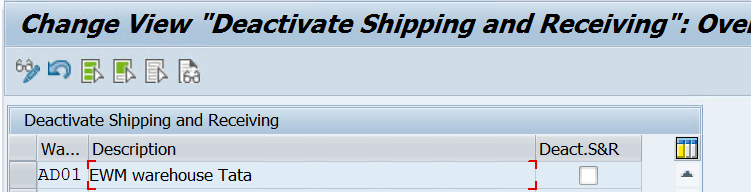 Change View "Deactivate Shipping and Receiving": Over
Deactivate Shipping and Receiving
Wa... Description Deact.S&R
AD01 EWM warehouse Tata